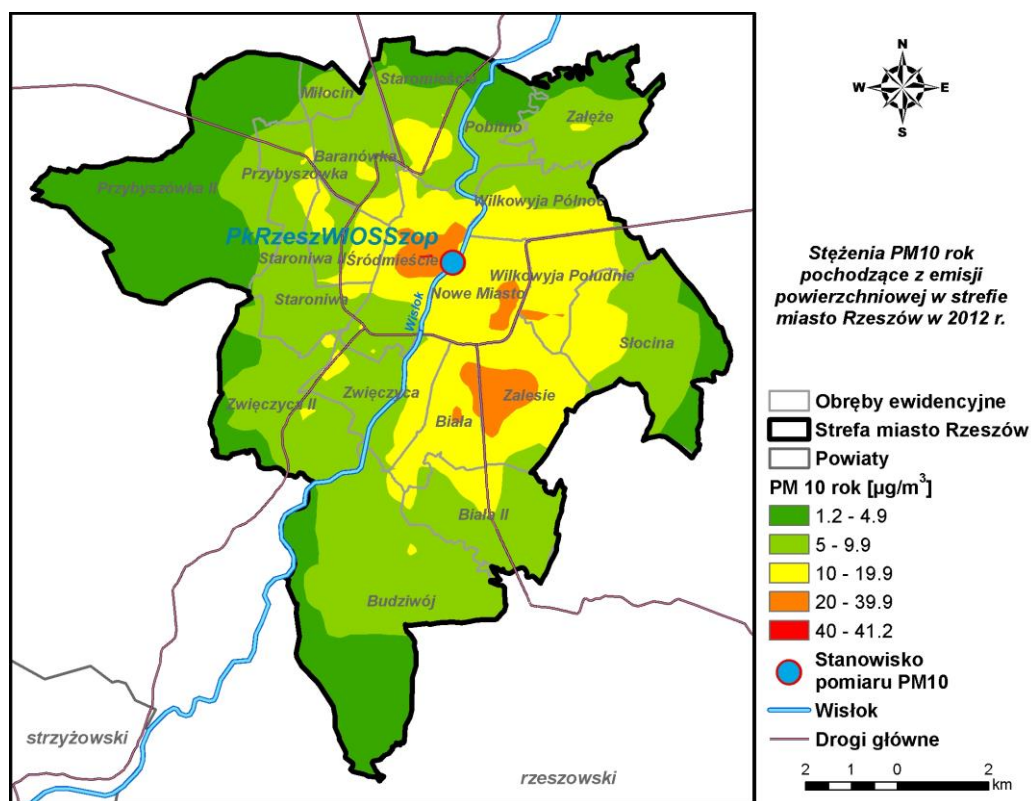 Staromieście
Miłocin
Pobitno
Załęże
Baranówka
Przybyszówka
Przybyszówka II
Wilkowyja Północ
PkRzeszWIOSSzop
Staroniwa II
Śródmieście
Wilkowyja Południe
Nowe Miasto
Staroniwa
Wisłok
Słocina
Zwięczyca
Zalesie
Zwięczyca II
Biała
Biała II
Budziwój
strzyżowski
rzeszowski
N
W E
S
Stężenia PM10 rok
pochodzące z emisji
powierzchniowej w strefie
miasto Rzeszów w 2012 r.
Obręby ewidencyjne
Strefa miasto Rzeszów
Powiaty
PM 10 rok [µg/m³]
1.2 - 4.9
5 - 9.9
10 - 19.9
20 - 39.9
40 - 41.2
Stanowisko
pomiaru PM10
Wisłok
Drogi główne
2 1 0 2
km